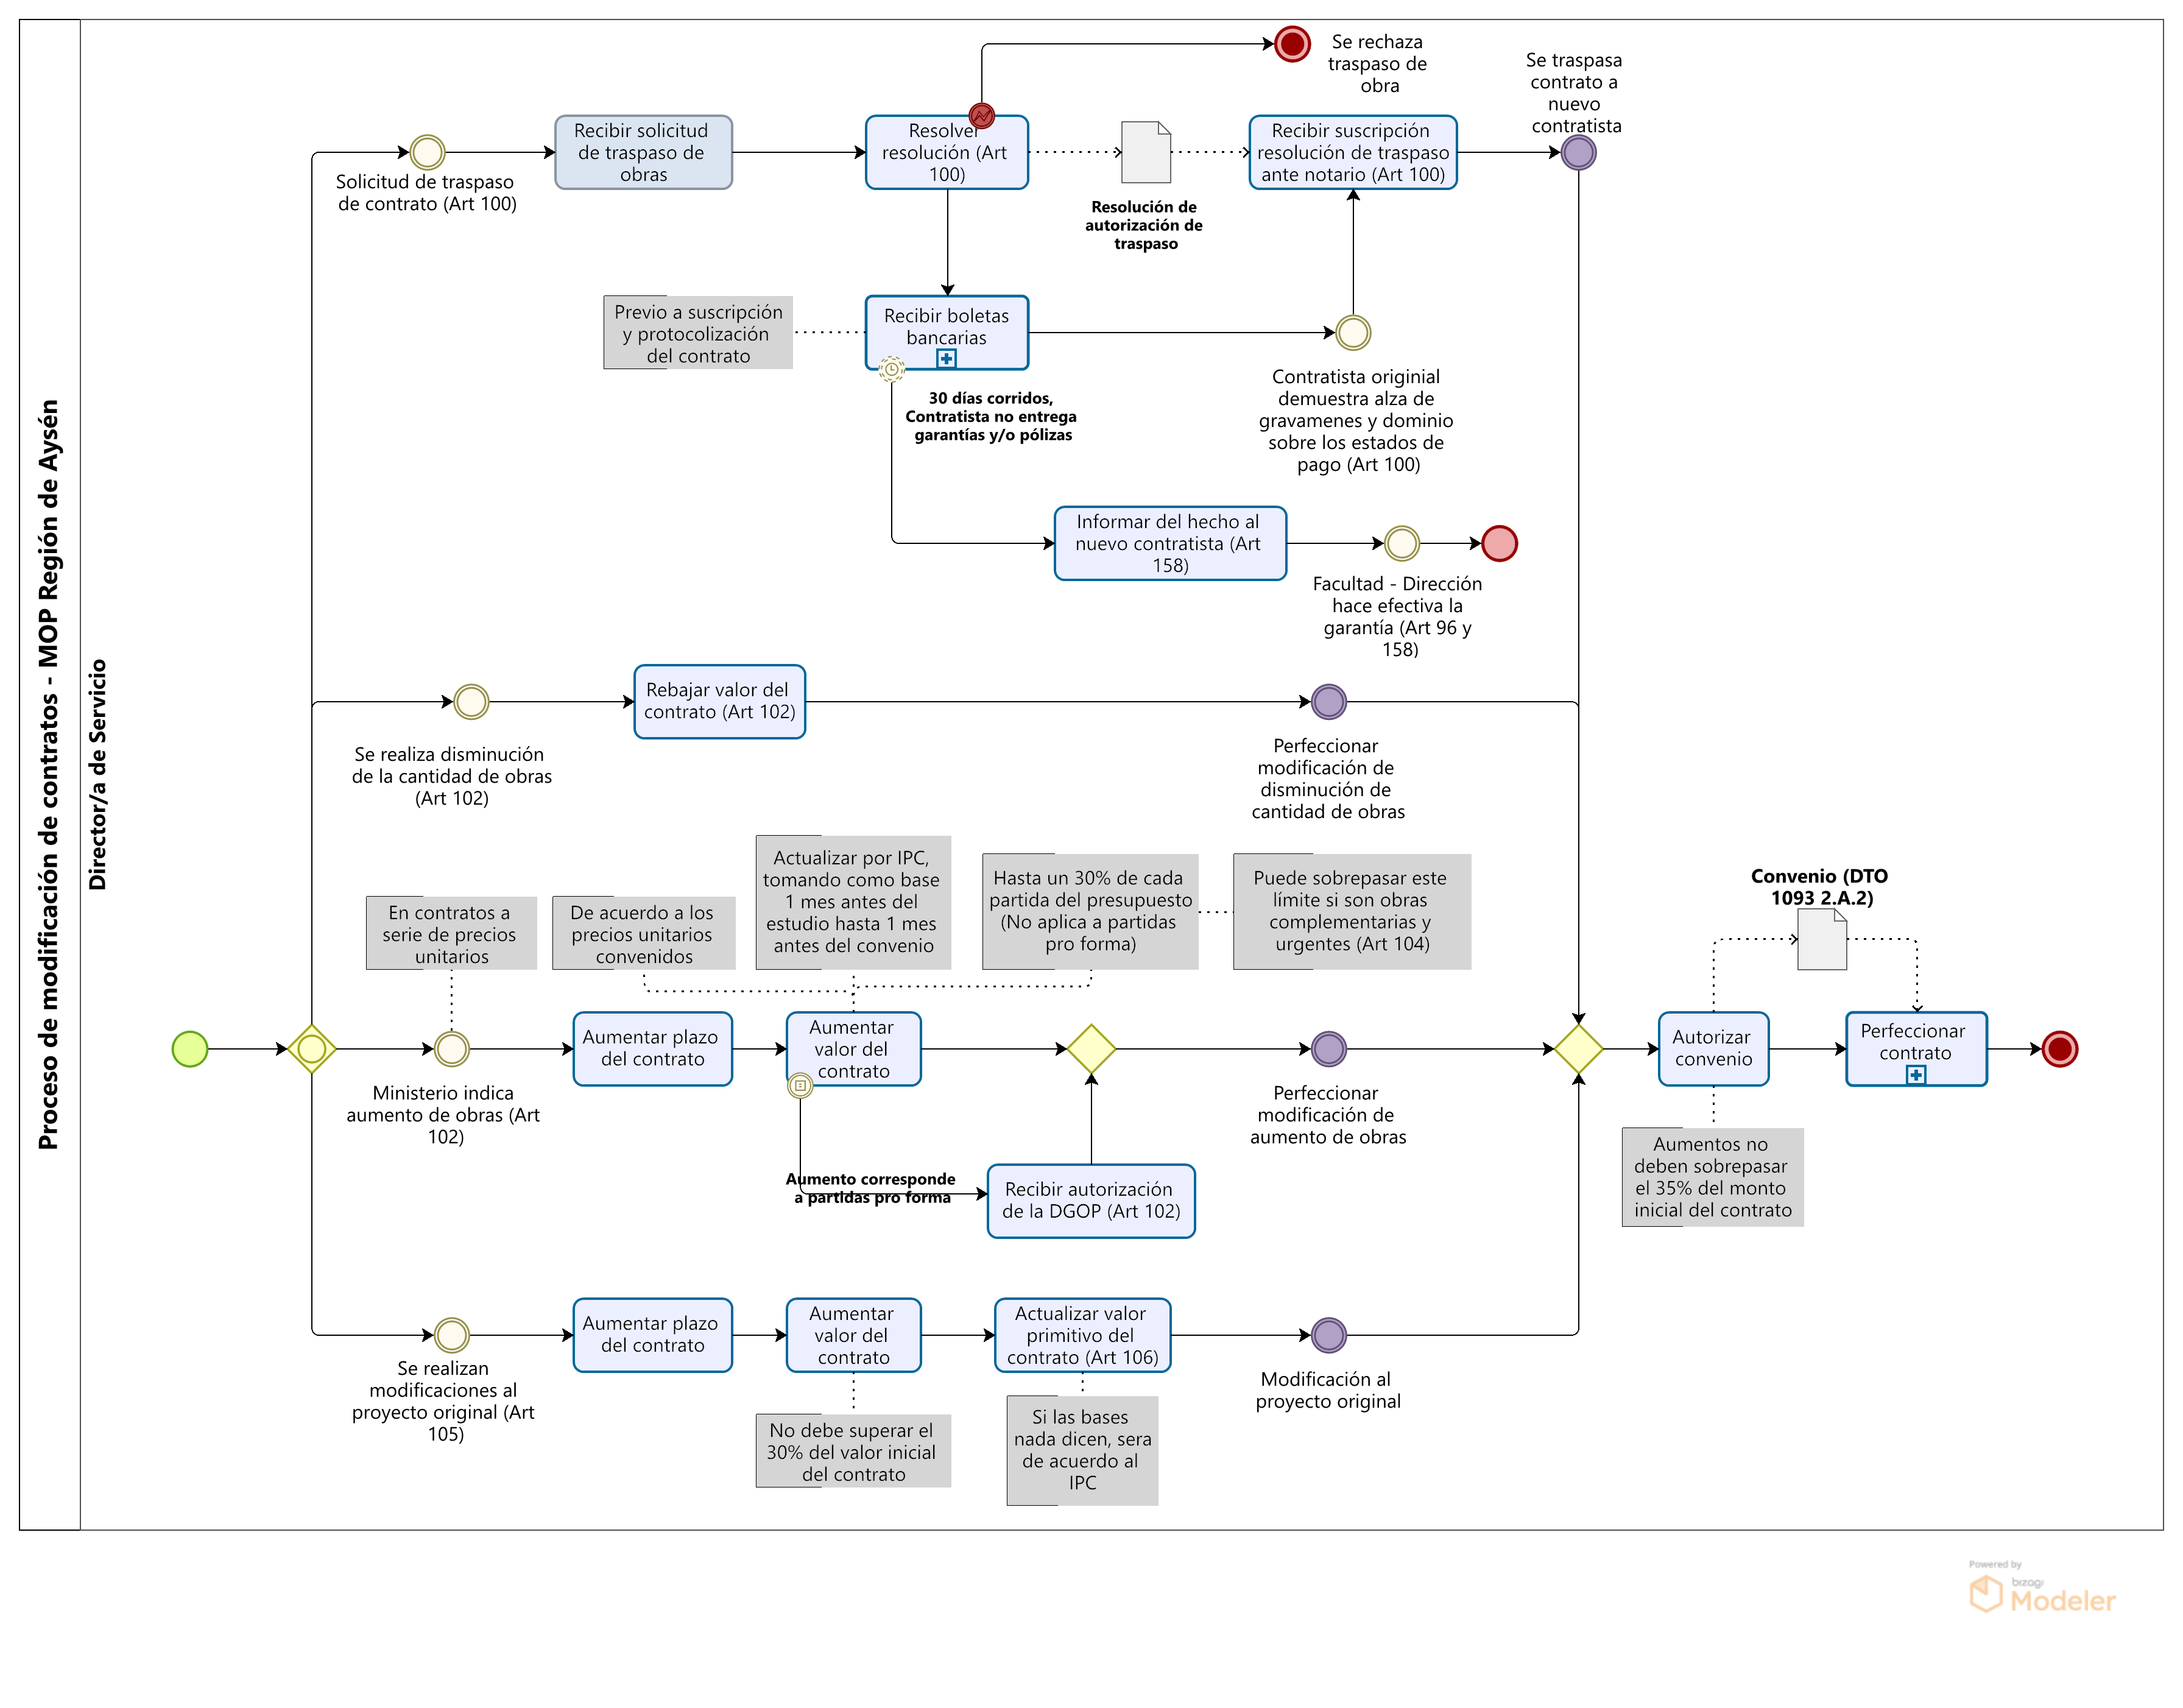 Proceso de modificación de contratos - MOP Región de Aysén
Director/a de Servicio
Se rechaza
traspaso de
obra
Se traspasa
contrato a
nuevo
contratista
Solicitud de traspaso
de contrato (Art 100)
Recibir solicitud
de traspaso de
obras
Resolver
resolución (Art
100)
Resolución de
autorización de
traspaso
Recibir suscripción
resolución de traspaso
ante notario (Art 100)
Previo a suscripción
y protocolización
del contrato
Recibir boletas
bancarias
30 días corridos,
Contratista no entrega
garantías y/o pólizas
Contratista originial
demuestra alza de
gravamenes y dominio
sobre los estados de
pago (Art 100)
Informar del hecho al
nuevo contratista (Art
158)
Facultad - Dirección
hace efectiva la
garantía (Art 96 y
158)
Se realiza disminución
de la cantidad de obras
(Art 102)
Rebajar valor del
contrato (Art 102)
Perfeccionar
modificación de
disminución de
cantidad de obras
En contratos a
serie de precios
unitarios
De acuerdo a los
precios unitarios
convenidos
Actualizar por IPC,
tomando como base
1 mes antes del
estudio hasta 1 mes
antes del convenio
Hasta un 30% de cada
partida del presupuesto
(No aplica a partidas
pro forma)
Puede sobrepasar este
límite si son obras
complementarias y
urgentes (Art 104)
Convenio (DTO
1093 2.A.2)
Ministerio indica
aumento de obras (Art
102)
Aumentar plazo
del contrato
Aumentar
valor del
contrato
Aumento corresponde
a partidas pro forma
Recibir autorización
de la DGOP (Art 102)
Perfeccionar
modificación de
aumento de obras
Autorizar
convenio
Perfeccionar
contrato
Aumentos no
deben sobrepasar
el 35% del monto
inicial del contrato
Se realizan
modificaciones al
proyecto original (Art
105)
Aumentar plazo
del contrato
Aumentar
valor del
contrato
Actualizar valor
primitivo del
contrato (Art 106)
Modificación al
proyecto original
No debe superar el
30% del valor inicial
del contrato
Si las bases
nada dicen, sera
de acuerdo al
IPC
Powered by
bizagi
Modeler